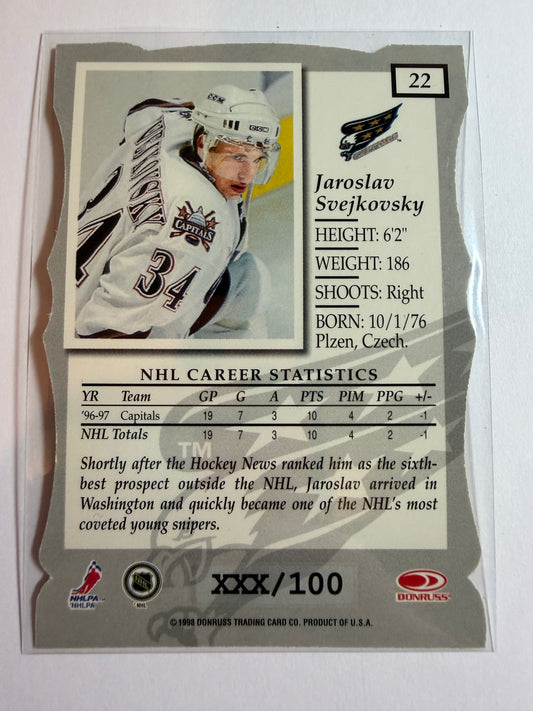 22
SVEJKOVSKY
34
CCM
CAPITALS
34
Jaroslav
Svejkovsky
HEIGHT: 6'2"
WEIGHT: 186
SHOOTS: Right
BORN: 10/1/76
Plzen, Czech.
NHL CAREER STATISTICS
YR Team GP G A PTS PIM PPG +/-
'96-97 Capitals 19 7 3 10 4 2 -1
NHL Totals 19 7 3 10 4 2 -1
TM
Shortly after the Hockey News ranked him as the sixth-
best prospect outside the NHL, Jaroslav arrived in
Washington and quickly became one of the NHL's most
coveted young snipers.
NHLPA
NHLPA
NHL
XXX/100
DONRUSS
©1998 DONRUSS TRADING CARD CO. PRODUCT OF U.S.A.